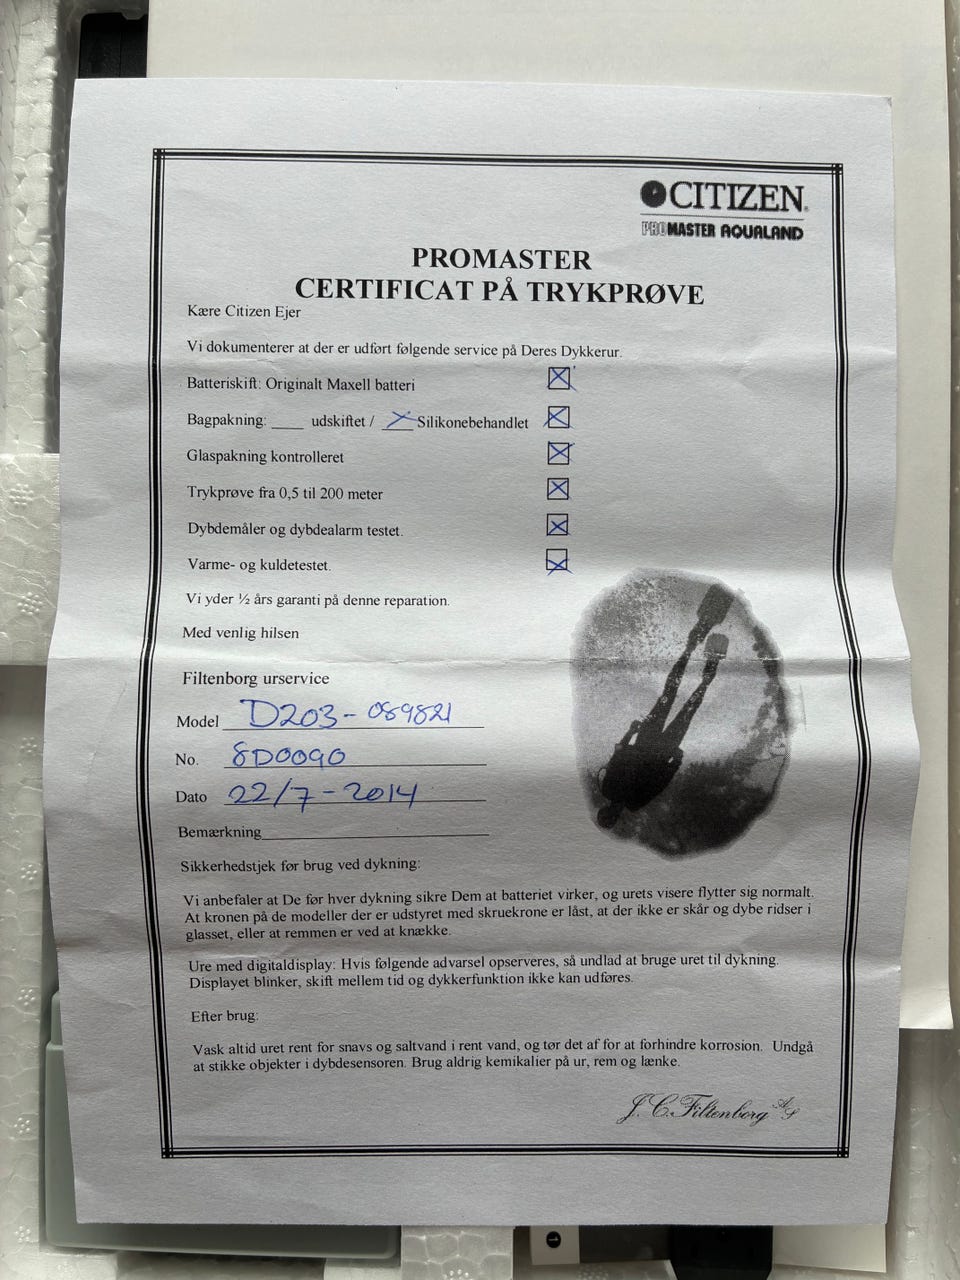 CITIZEN
PROMASTER AQUALAND
PROMASTER
CERTIFICAT PÅ TRYKPRØVE
Kære Citizen Ejer
Vi dokumenterer at der er udført følgende service på Deres Dykkerur.
Batteriskift: Originalt Maxell batteri
Bagpakning: ____ udskiftet / ____ Silikonebehandlet
Glaspakning kontrolleret
Trykprøve fra 0,5 til 200 meter
Dybdemåler og dybdealarm testet.
Varme- og kuldetestet.
Vi yder ½ års garanti på denne reparation.
Med venlig hilsen
Filtenborg urservice
Model D203-089821
No. 8D0090
Dato 22/7-2014
Bemærkning
Sikkerhedstjek før brug ved dykning:
Vi anbefaler at De før hver dykning sikre Dem at batteriet virker, og urets visere flytter sig normalt.
At kronen på de modeller der er udstyret med skruekrone er låst, at der ikke er skår og dybe ridser i
glasset, eller at remmen er ved at knække.
Ure med digitaldisplay: Hvis følgende advarsel opserveres, så undlad at bruge uret til dykning.
Displayet blinker, skift mellem tid og dykkerfunktion ikke kan udføres.
Efter brug:
Vask altid uret rent for snavs og saltvand i rent vand, og tør det af for at forhindre korrosion. Undgå
at stikke objekter i dybdesensoren. Brug aldrig kemikalier på ur, rem og lænke.
J.C. Filtenborg A/S
1